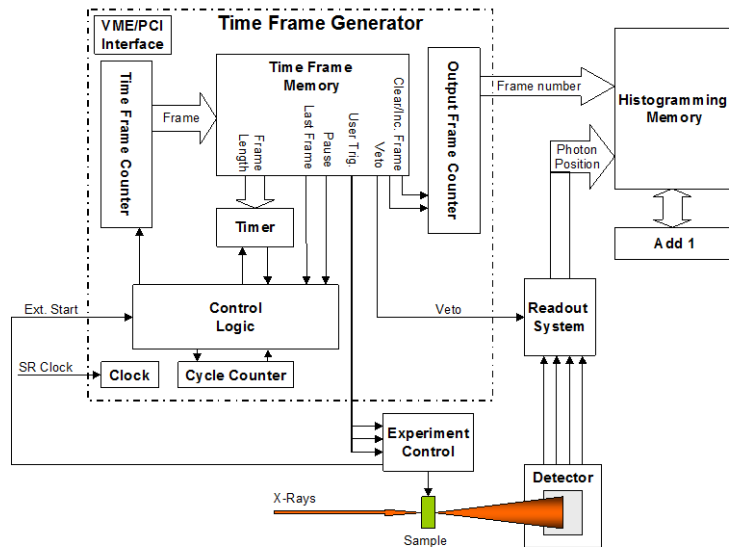 Time Frame Generator
VME/PCI
Interface
Time Frame Counter
Frame
Time Frame
Memory
Frame
Length
Last Frame
Pause
User Trig.
Veto
Clear/Inc. Frame
Output Frame Counter
Frame number
Histogramming
Memory
Photon
Position
Add 1
Timer
Ext. Start
Control
Logic
Veto
Readout
System
SR Clock
Clock
Cycle Counter
Experiment
Control
Detector
X-Rays
Sample